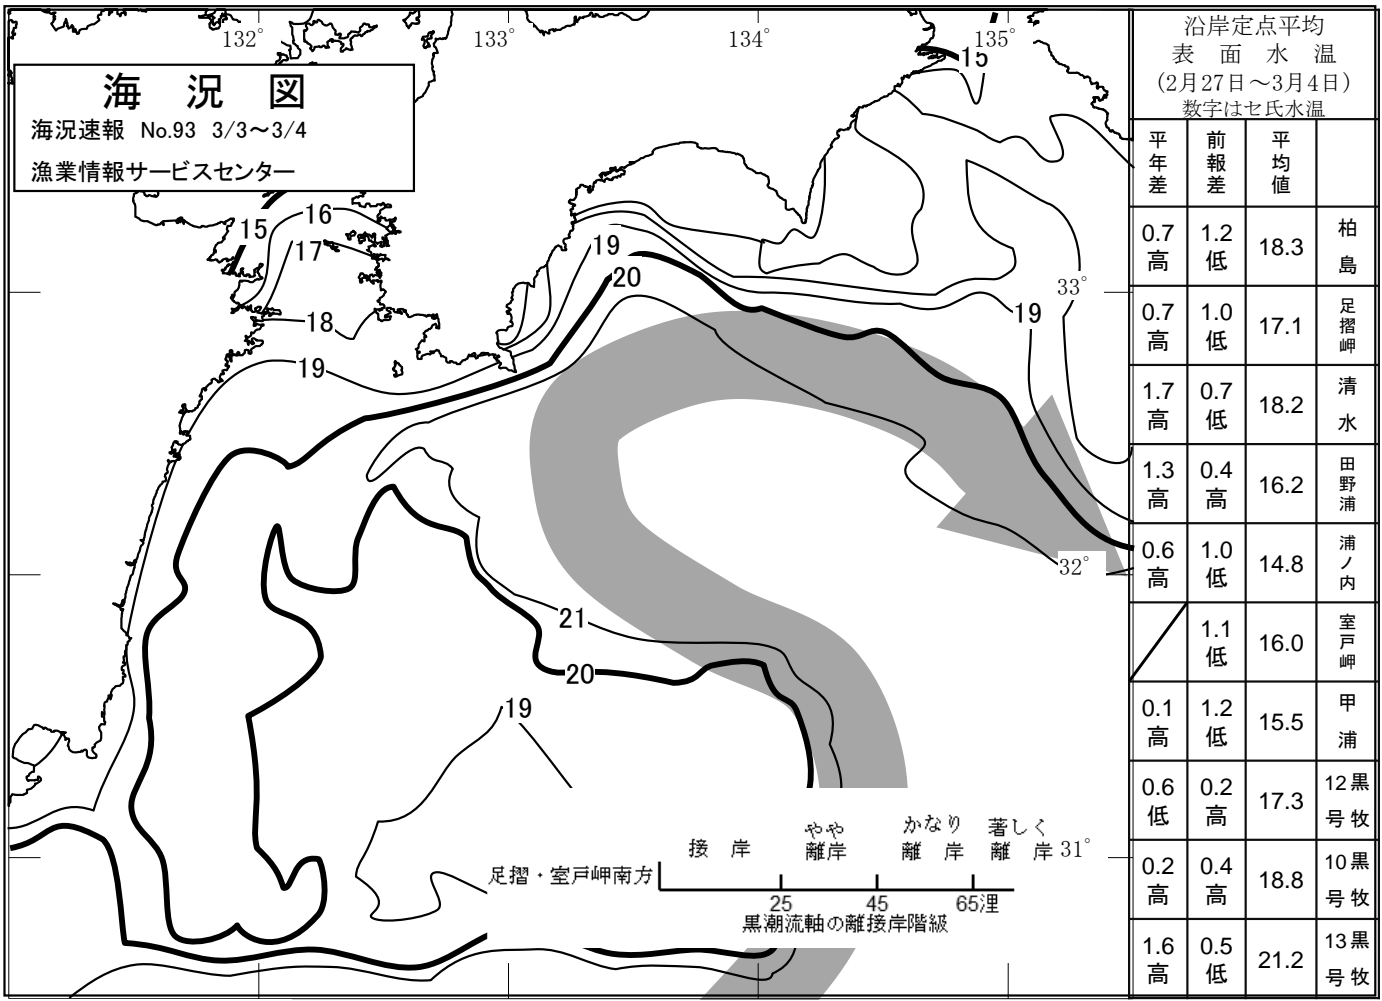 海 況 図
海況速報 No.93 3/3～3/4
漁業情報サービスセンター
132°
133°
134°
135°
15
15
16
17
18
19
19
20
19
33°
32°
21
20
19
31°
接 岸
やや離岸
かなり離岸
著しく離岸
足摺・室戸岬南方
25 45 65浬
黒潮流軸の離接岸階級
沿岸定点平均
表 面 水 温
(2月27日～3月4日)
数字はセ氏水温
平年差 前報差 平均値
0.7高 1.2低 18.3 柏島
0.7高 1.0低 17.1 足摺岬
1.7高 0.7低 18.2 清水
1.3高 0.4高 16.2 田野浦
0.6高 1.0低 14.8 浦ノ内
1.1低 16.0 室戸岬
0.1高 1.2低 15.5 甲浦
0.6低 0.2高 17.3 黒牧12号
0.2高 0.4高 18.8 黒牧10号
1.6高 0.5低 21.2 黒牧13号